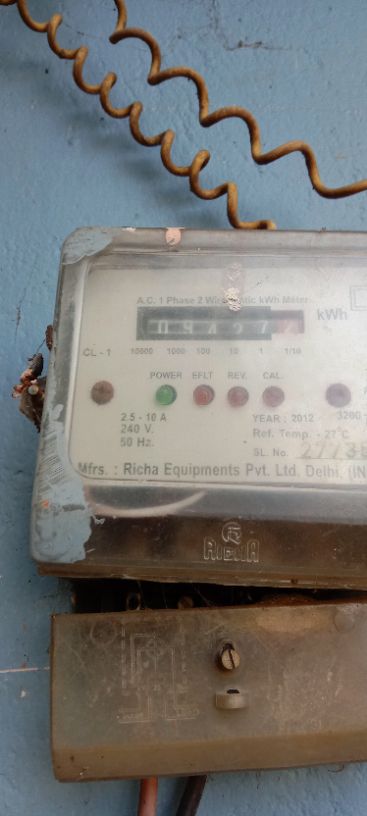 A.C. 1 Phase 2 Wire Static kWh Meter
kWh
CL - 1 10000 1000 100 10 1 1/10
POWER EFLT REV. CAL.
2.5 - 10 A YEAR : 2012 3200
240 V. Ref. Temp. - 27°C
50 Hz. SL. No.
Mfrs. : Richa Equipments Pvt. Ltd. Delhi, (IN
RICHA